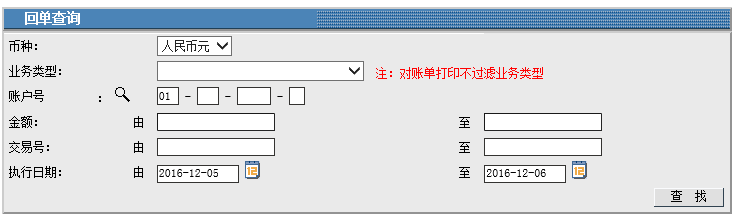 回单查询
币种： 人民币元
业务类型： 注：对账单打印不过滤业务类型
账户号 ： 01 - - -
金额： 由 至
交易号： 由 至
执行日期： 由 2016-12-05 12 至 2016-12-06 12
查 找